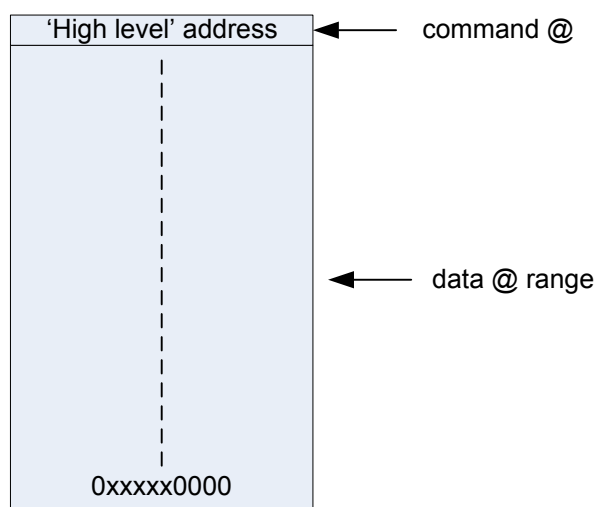 ‘High level’ address
command @
data @ range
0xxxxx0000